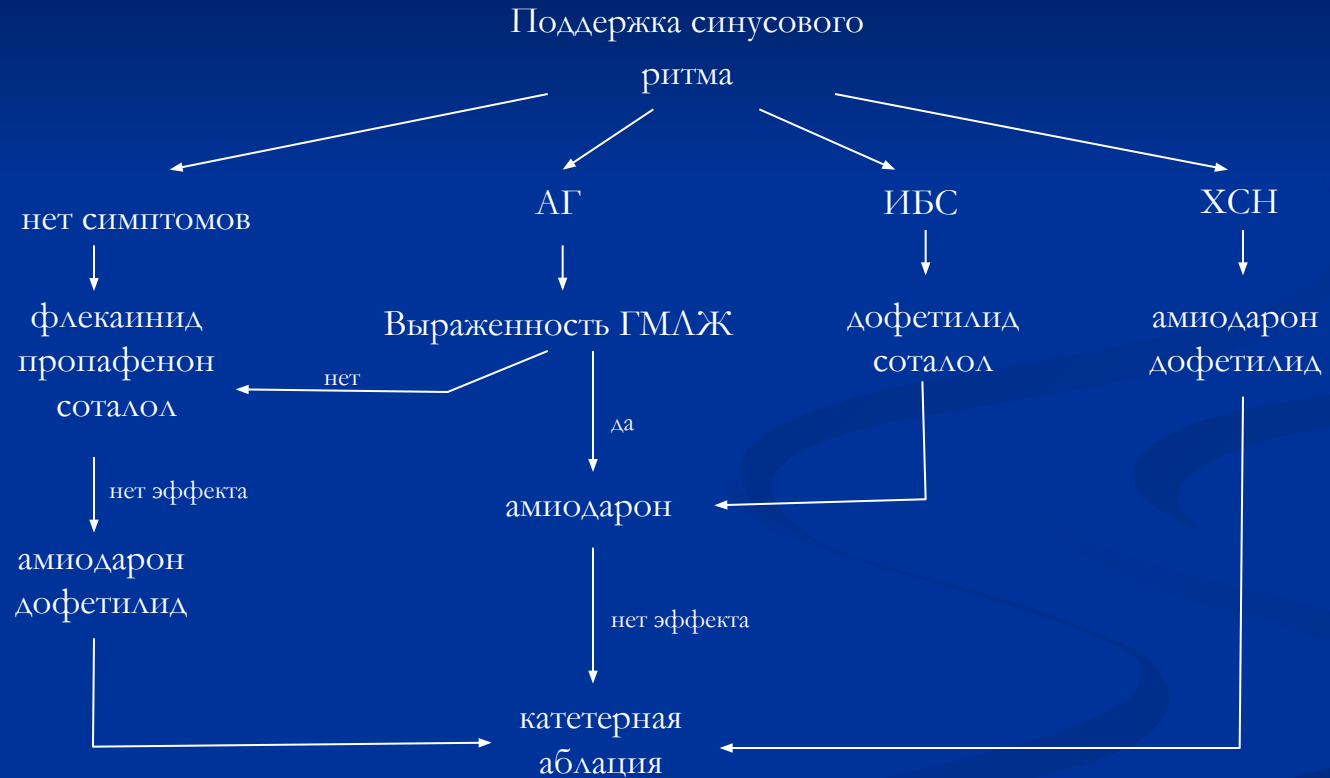 Поддержка синусового
ритма
нет симптомов
АГ
ИБС
ХСН
флекаинид
пропафенон
соталол
Выраженность ГМЛЖ
дофетилид
соталол
амиодарон
дофетилид
нет
да
нет эффекта
амиодарон
амиодарон
дофетилид
нет эффекта
катетерная
аблация